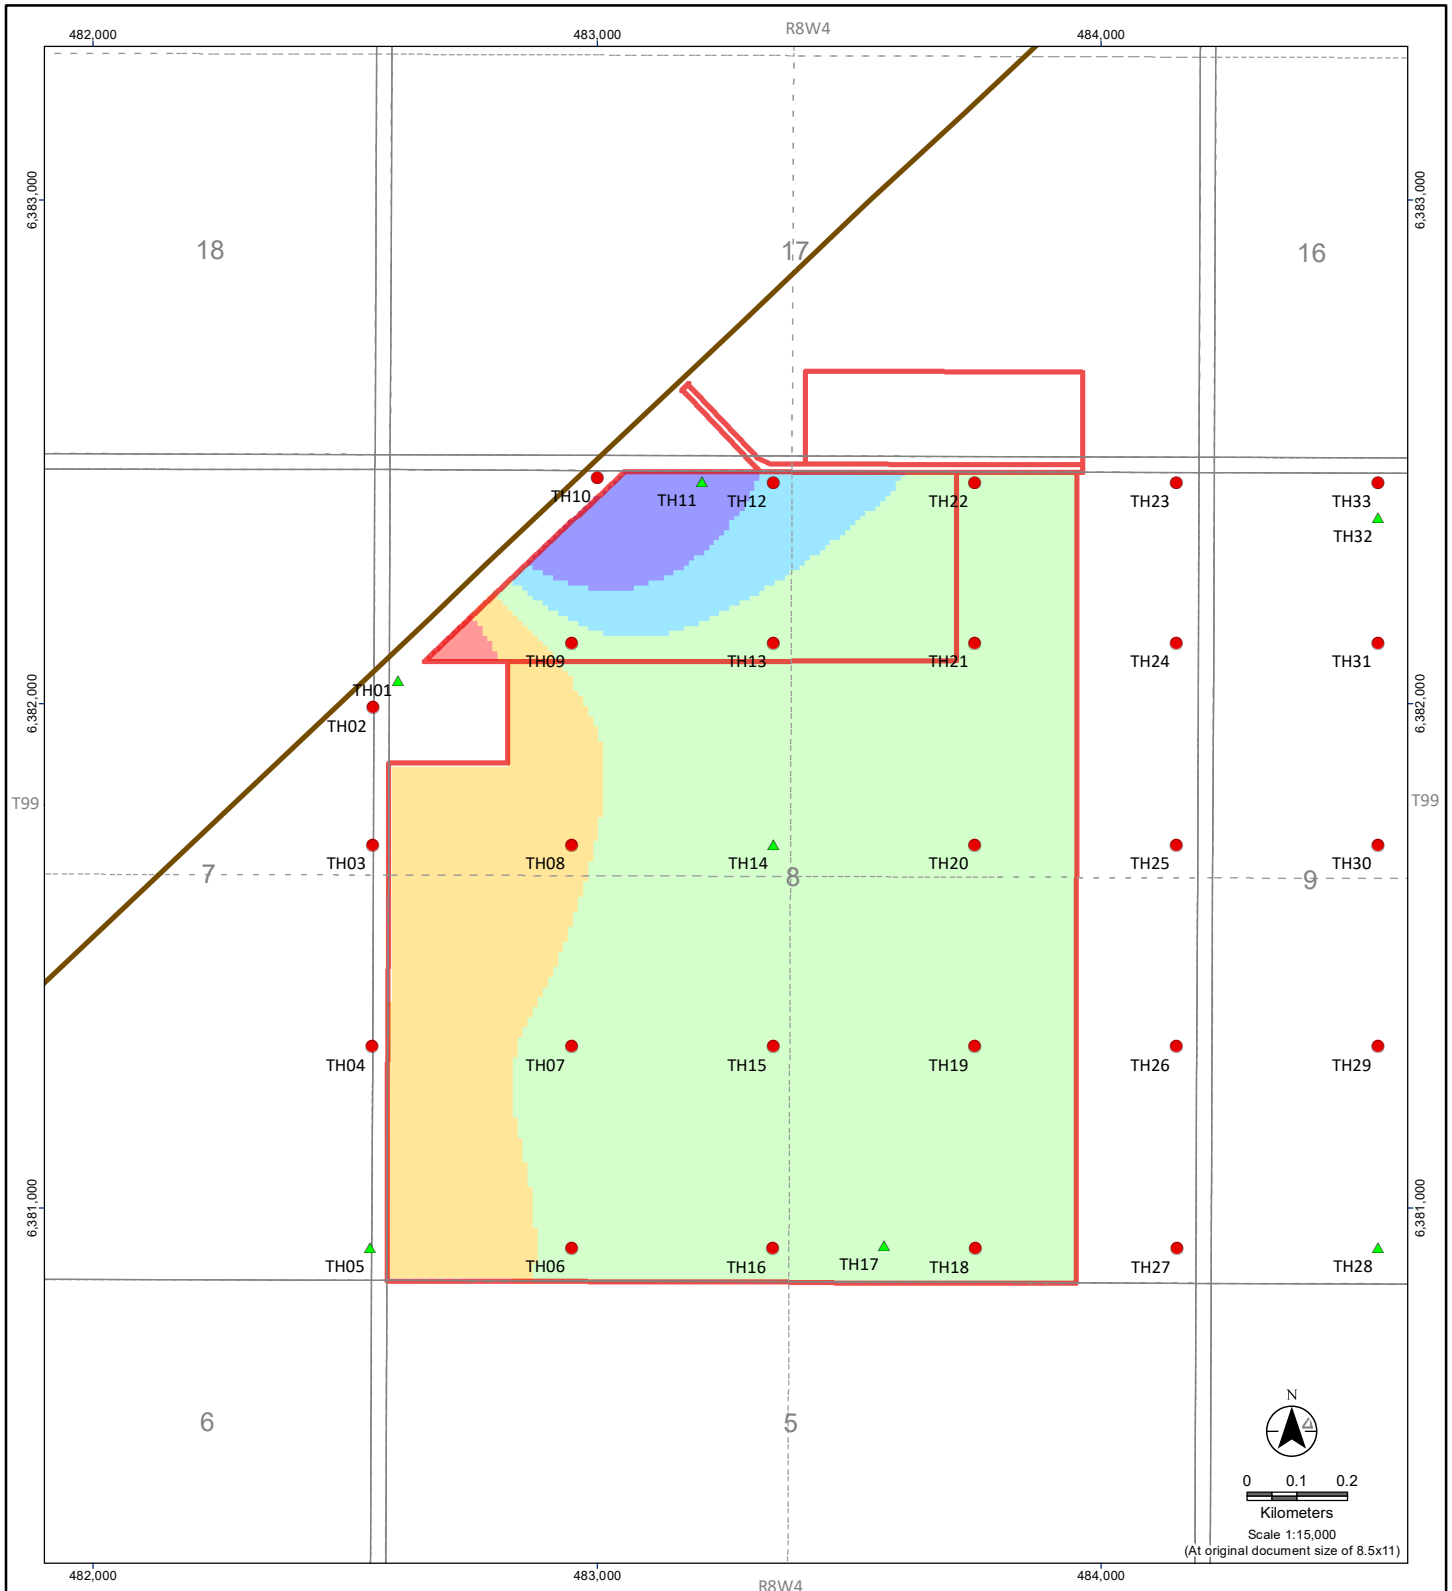 R8W4
482,000
483,000
484,000
6,383,000
6,383,000
18
17
16
TH10
TH11
TH12
TH22
TH23
TH33
TH32
TH09
TH13
TH21
TH24
TH31
TH01
TH02
6,382,000
6,382,000
T99
T99
TH03
TH08
TH14
TH20
TH25
TH30
7
8
9
TH04
TH07
TH15
TH19
TH26
TH29
6,381,000
6,381,000
TH05
TH06
TH16
TH17
TH18
TH27
TH28
6
5
4
N
0 0.1 0.2
Kilometers
Scale 1:15,000
(At original document size of 8.5x11)
482,000
483,000
484,000
R8W4